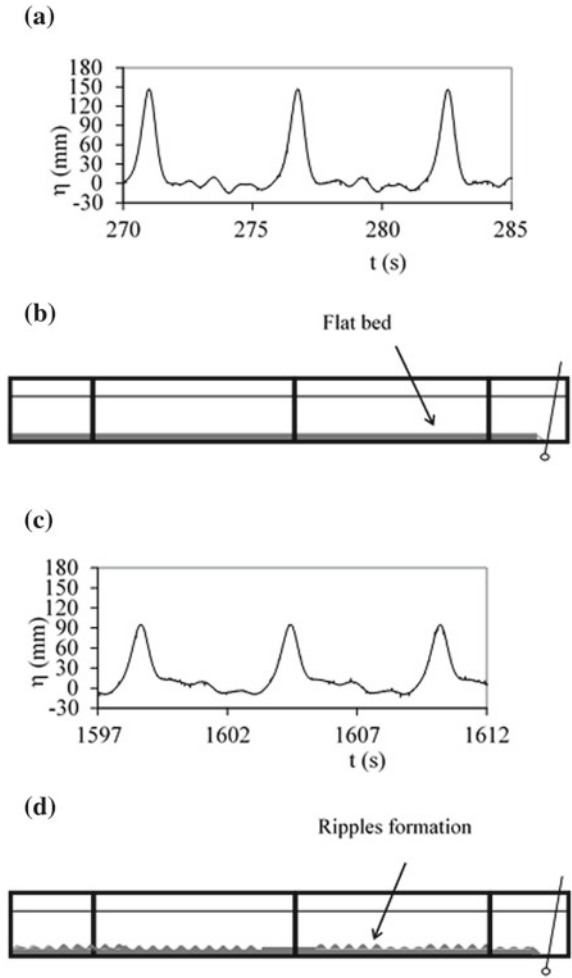 (a)
180
150
120
90
60
30
0
-30
η (mm)
270 275 280 285
t (s)
(b)
Flat bed
(c)
180
150
120
90
60
30
0
-30
η (mm)
1597 1602 1607 1612
t (s)
(d)
Ripples formation